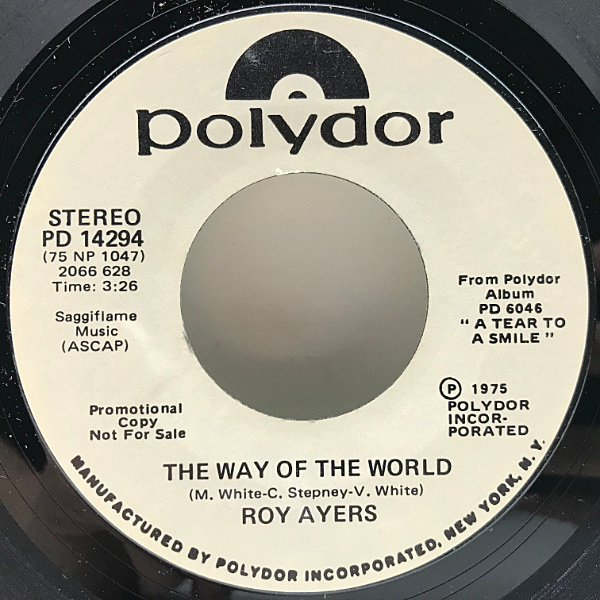 polydor
STEREO
PD 14294
(75 NP 1047)
2066 628
Time: 3:26
Saggiflame
Music
(ASCAP)
From Polydor
Album
PD 6046
" A TEAR TO
A SMILE "
Promotional
Copy
Not For Sale
Ⓟ 1975
POLYDOR
INCOR-
PORATED
THE WAY OF THE WORLD
(M. White-C. Stepney-V. White)
ROY AYERS
MANUFACTURED BY POLYDOR INCORPORATED, NEW YORK, N. Y.